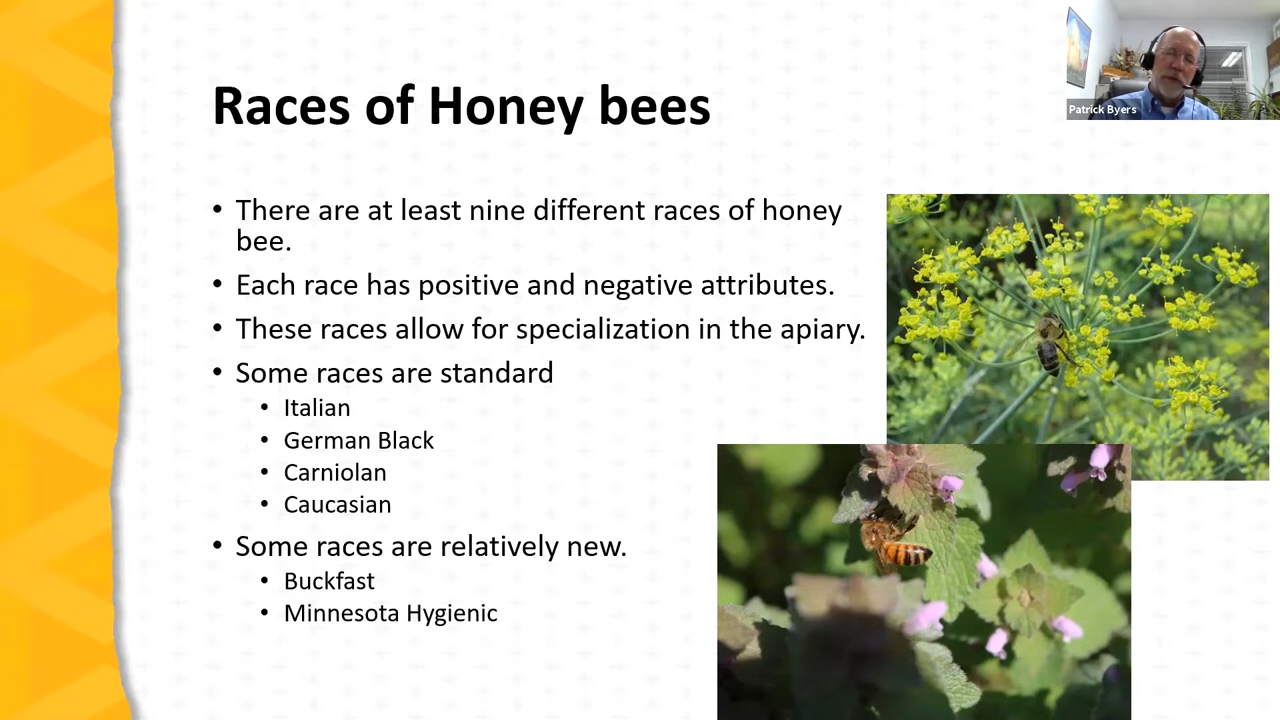 Races of Honey bees
Patrick Byers
• There are at least nine different races of honey
bee.
• Each race has positive and negative attributes.
• These races allow for specialization in the apiary.
• Some races are standard
• Italian
• German Black
• Carniolan
• Caucasian
• Some races are relatively new.
• Buckfast
• Minnesota Hygienic